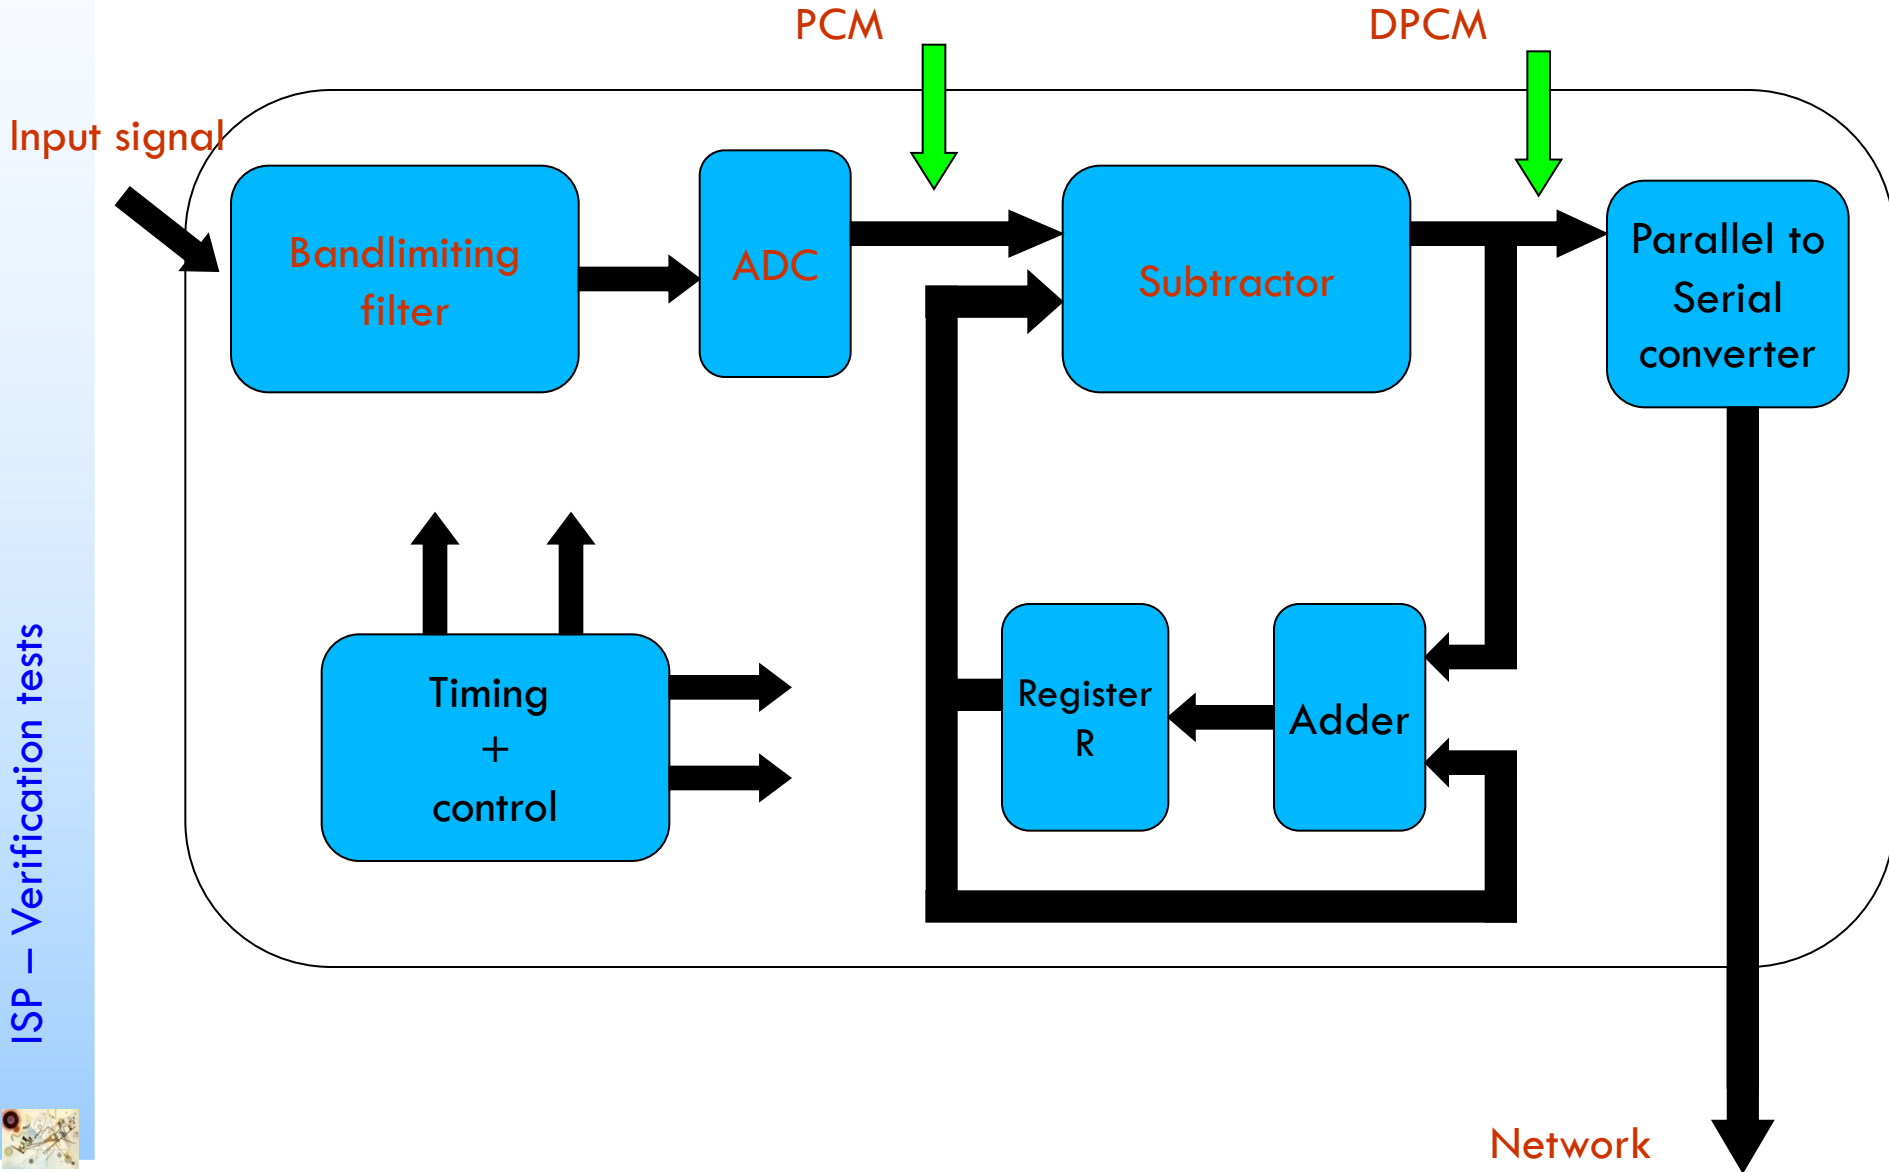 PCM
DPCM
Input signal
Bandlimiting
filter
ADC
Subtractor
Parallel to
Serial
converter
Timing
+
control
Register
R
Adder
ISP – Verification tests
Network